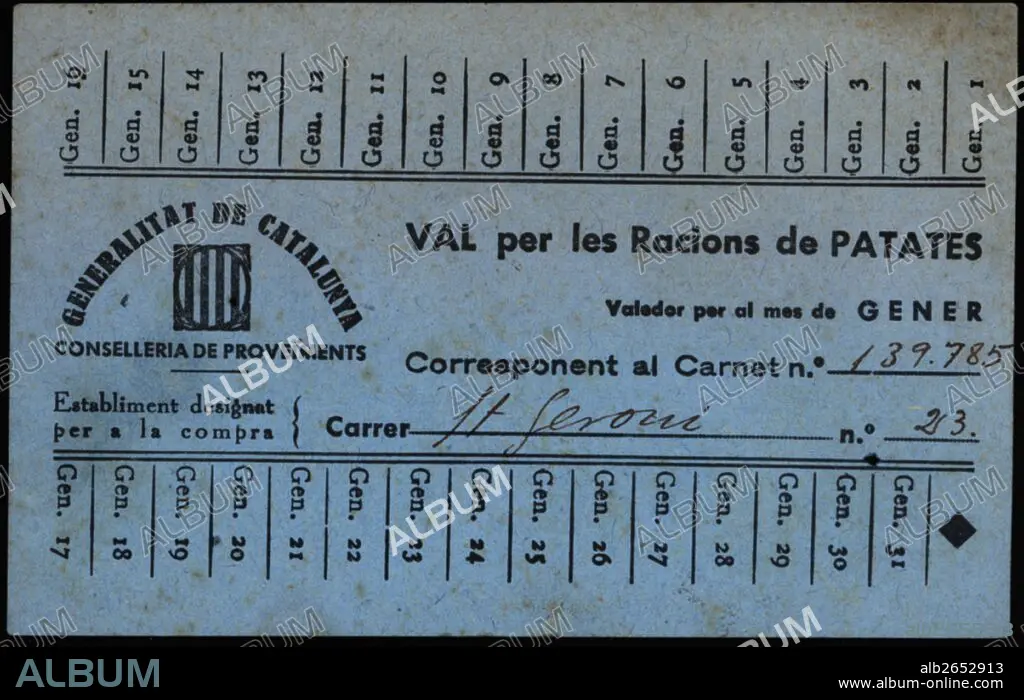 Gen. 16 Gen. 15 Gen. 14 Gen. 13 Gen. 12 Gen. 11 Gen. 10 Gen. 9 Gen. 8 Gen. 7 Gen. 6 Gen. 5 Gen. 4 Gen. 3 Gen. 2 Gen. 1
GENERALITAT DE CATALUNYA
CONSELLERIA DE PROVEIMENTS
VAL per les Racions de PATATES
Valedor per al mes de GENER
Corresponent al Carnet n.º 139.785
Establiment designat
per a la compra
Carrer St Geroni n.º 23.
Gen. 17 Gen. 18 Gen. 19 Gen. 20 Gen. 21 Gen. 22 Gen. 23 Gen. 24 Gen. 25 Gen. 26 Gen. 27 Gen. 28 Gen. 29 Gen. 30 Gen. 31
ALBUM
alb2652913
www.album-online.com